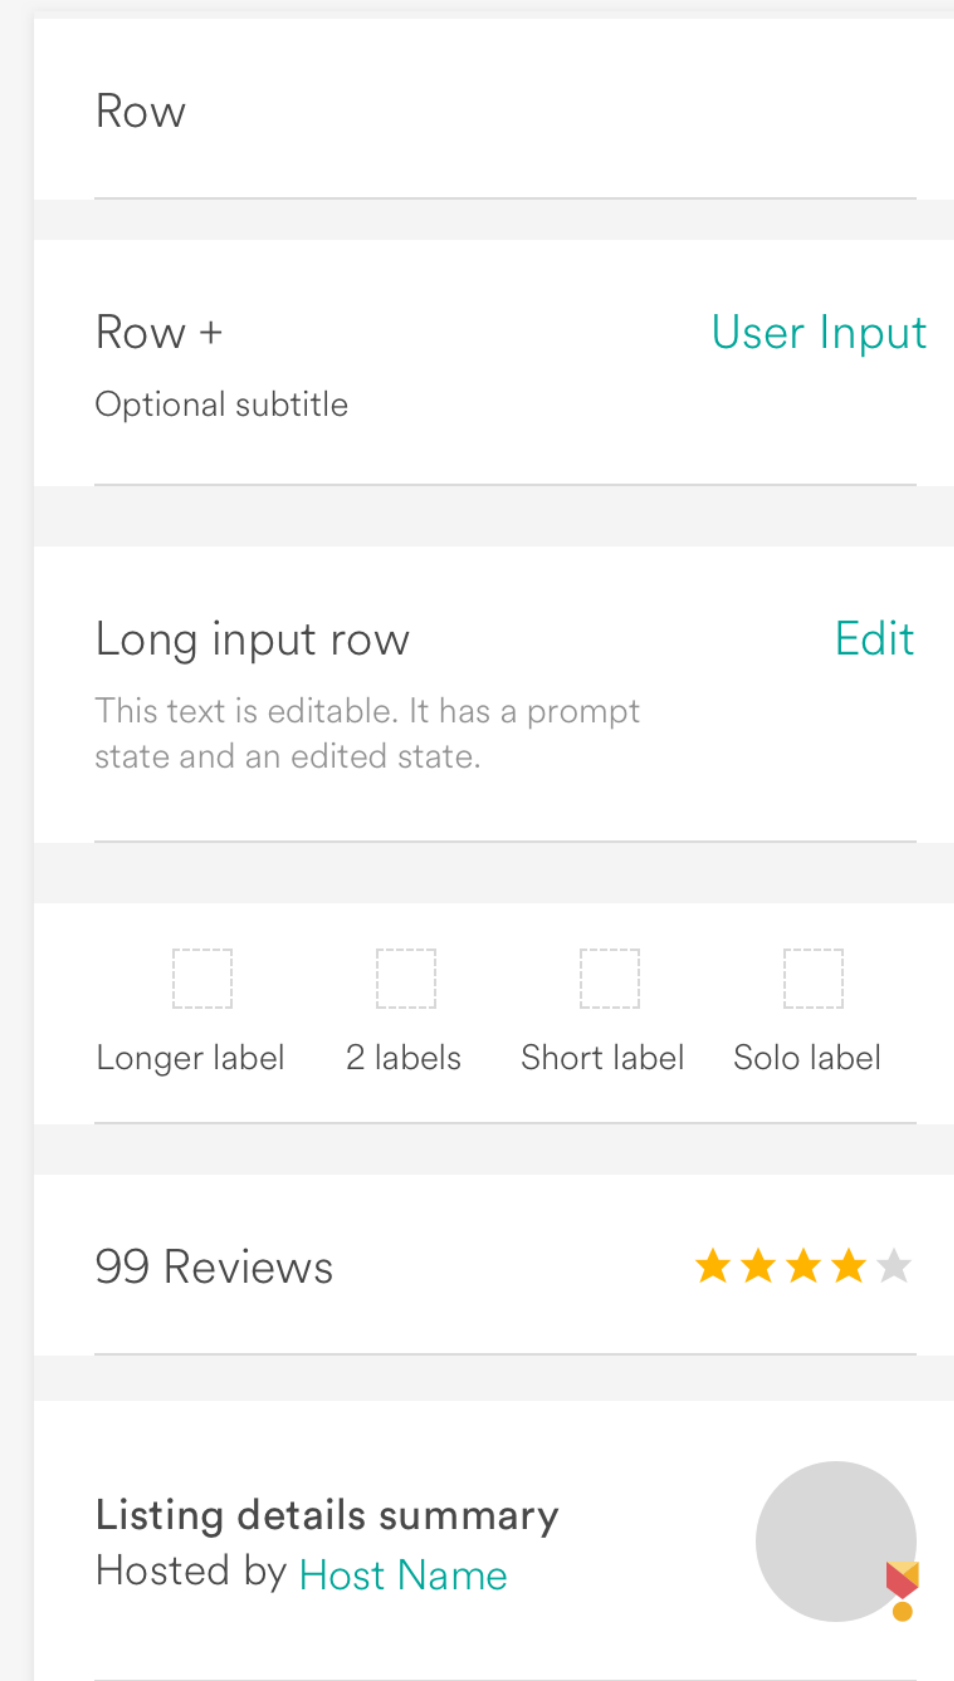 Row
Row + User Input
Optional subtitle
Long input row Edit
This text is editable. It has a prompt
state and an edited state.
Longer label 2 labels Short label Solo label
99 Reviews
Listing details summary
Hosted by Host Name